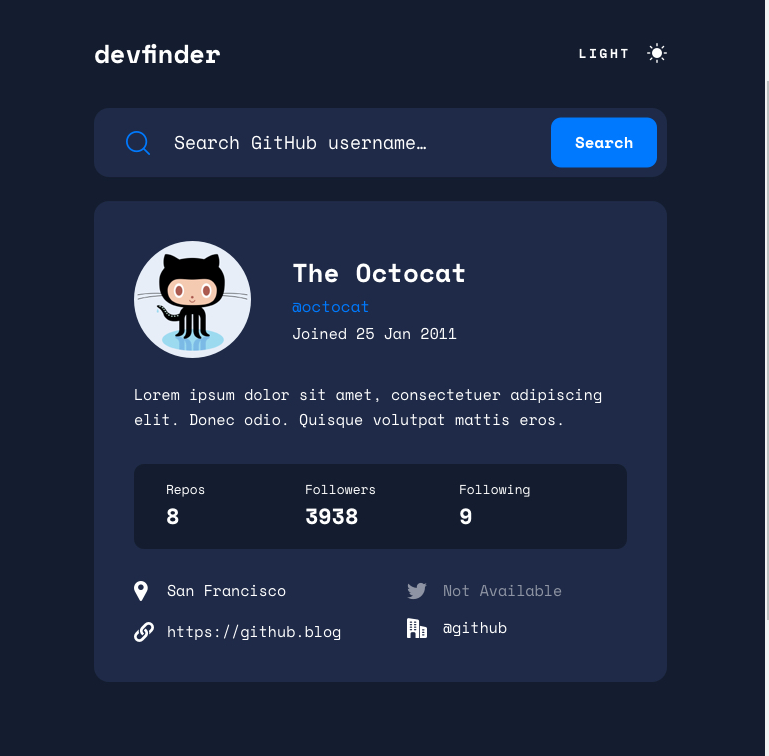 devfinder
LIGHT
Search GitHub username…
Search
The Octocat
@octocat
Joined 25 Jan 2011
Lorem ipsum dolor sit amet, consectetuer adipiscing
elit. Donec odio. Quisque volutpat mattis eros.
Repos
Followers
Following
8
3938
9
San Francisco
Not Available
https://github.blog
@github